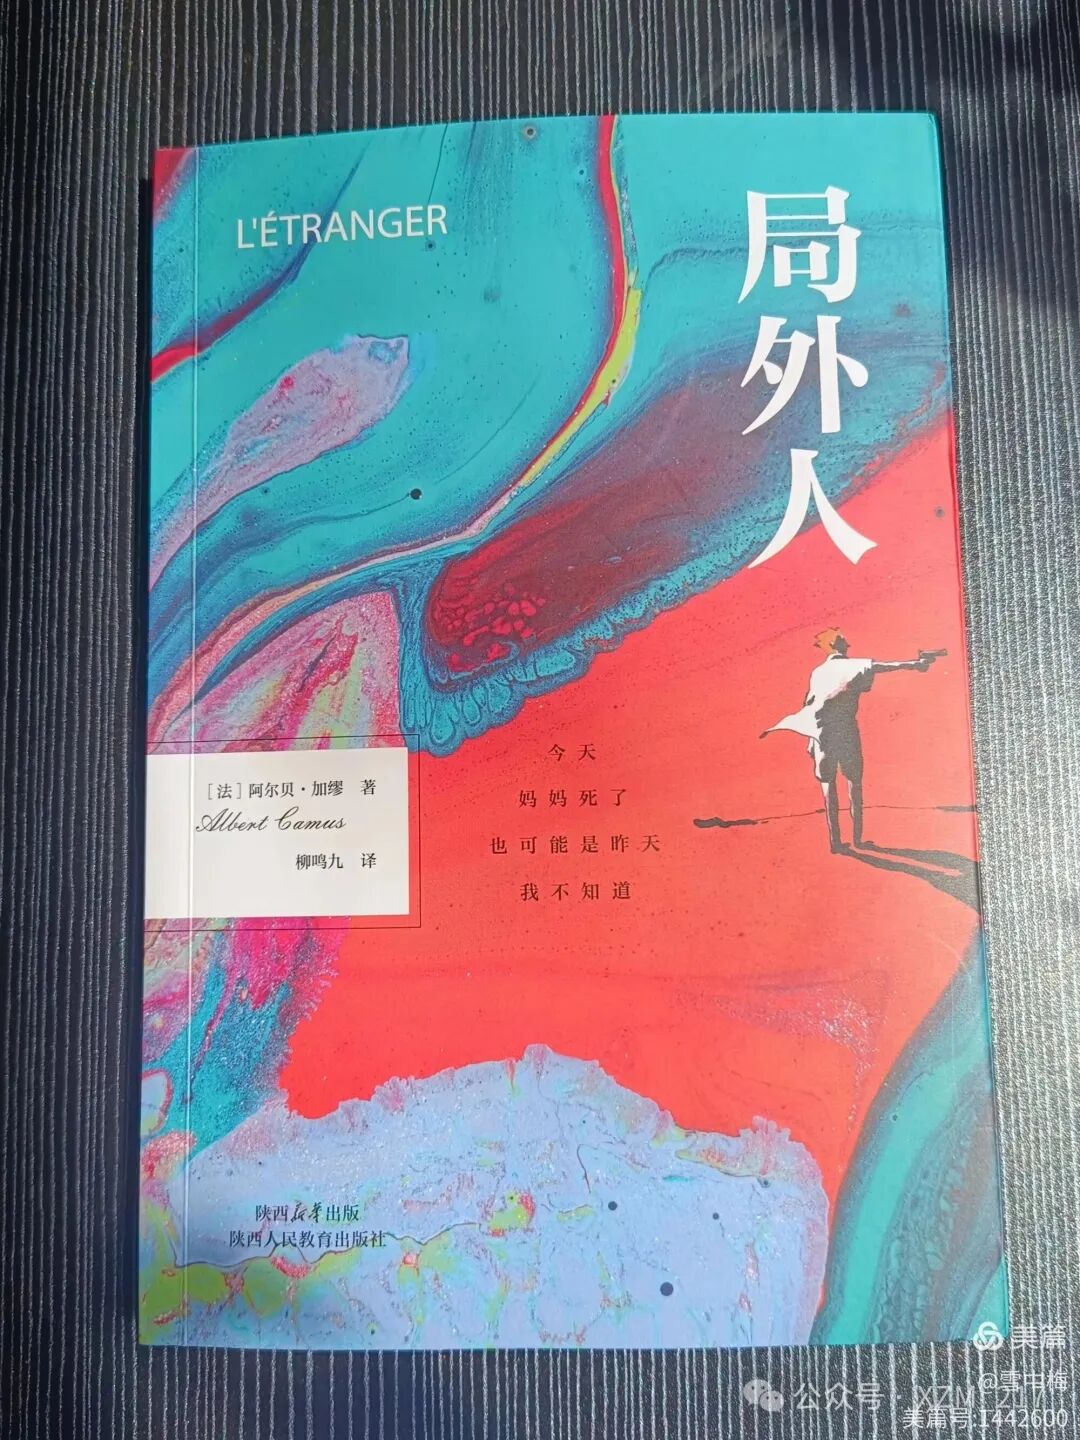 L'ÉTRANGER
局外人
今天
妈妈死了
也可能是昨天
我不知道
[法]阿尔贝·加缪 著
Albert Camus
柳鸣九 译
陕西新华出版
陕西人民教育出版社
美篇
@雪中梅
公众号·
美篇号:1442600